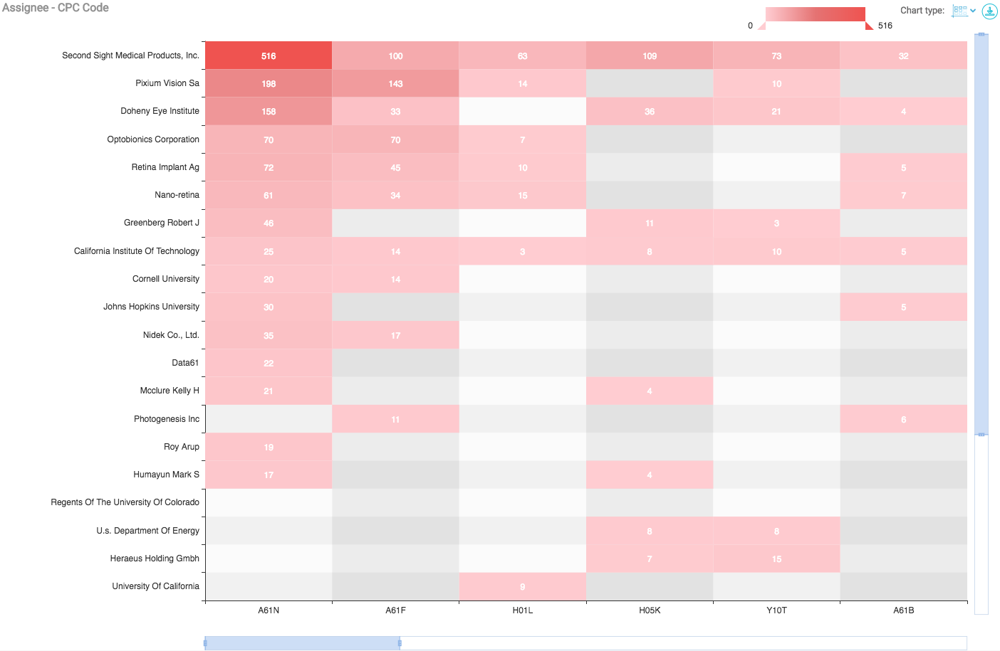 Assignee - CPC Code
Chart type:
0 516
Second Sight Medical Products, Inc. 516 100 63 109 73 32
Pixium Vision Sa 198 143 14 10
Doheny Eye Institute 158 33 36 21 4
Optobionics Corporation 70 70 7
Retina Implant Ag 72 45 10 5
Nano-retina 61 34 15 7
Greenberg Robert J 46 11 3
California Institute Of Technology 25 14 3 8 10 5
Cornell University 20 14
Johns Hopkins University 30 5
Nidek Co., Ltd. 35 17
Data61 22
Mcclure Kelly H 21 4
Photogenesis Inc 11 6
Roy Arup 19
Humayun Mark S 17 4
Regents Of The University Of Colorado
U.s. Department Of Energy 8 8
Heraeus Holding Gmbh 7 15
University Of California 9
A61N A61F H01L H05K Y10T A61B